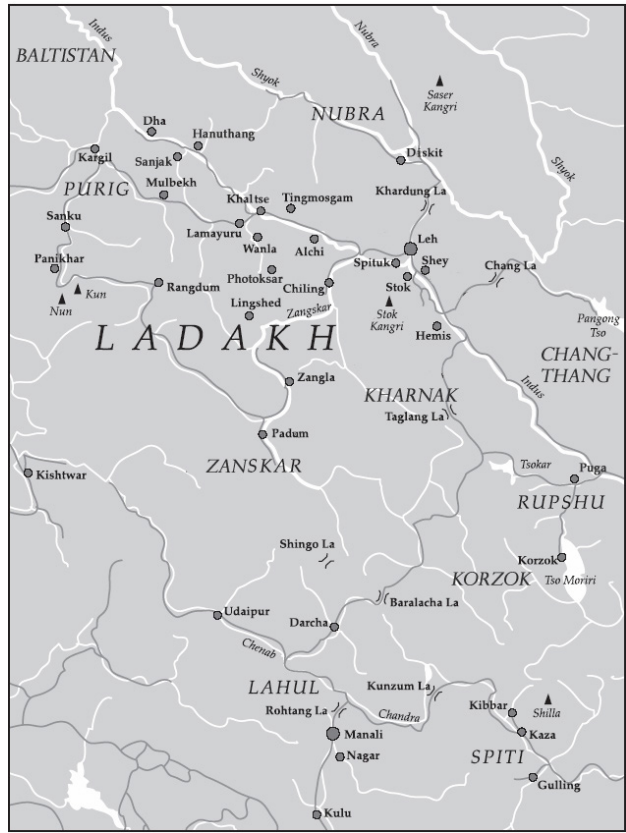 Indus
Nubra
BALTISTAN
Shyok
Saser
Kangri
NUBRA
Dha
Hanuthang
Kargil
Sanjak
Diskit
Shyok
Mulbekh
PURIG
Khardung La
Khaltse
Tingmosgam
Sanku
Lamayuru
Wanla
Alchi
Leh
Panikhar
Spituk
Shey
Chang La
Rangdum
Photoksar
Chiling
Stok
Kun
Nun
Lingshed
Zangskar
Stok
Kangri
Pangong
Tso
Hemis
LADAKH
CHANG-
THANG
Zangla
KHARNAK
Indus
Taglang La
Padum
ZANSKAR
Tsokar
Puga
Kishtwar
RUPSHU
Shingo La
Korzok
KORZOK
Tso Moriri
Baralacha La
Udaipur
Darcha
Chenab
LAHUL
Kunzum La
Rohtang La
Chandra
Kibbar
Shilla
Manali
Kaza
Nagar
SPITI
Gulling
Kulu